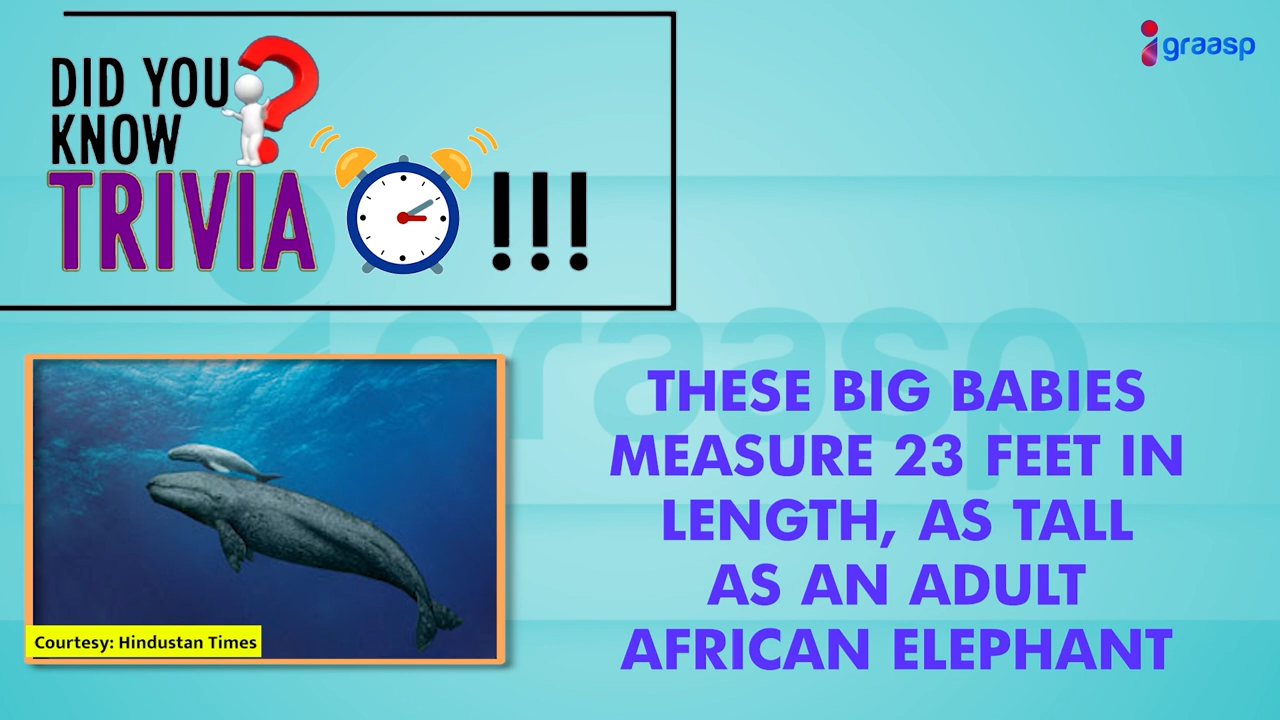 DID YOU
KNOW
TRIVIA
!!!
graasp
igraasp
THESE BIG BABIES
MEASURE 23 FEET IN
LENGTH, AS TALL
AS AN ADULT
AFRICAN ELEPHANT
Courtesy: Hindustan Times